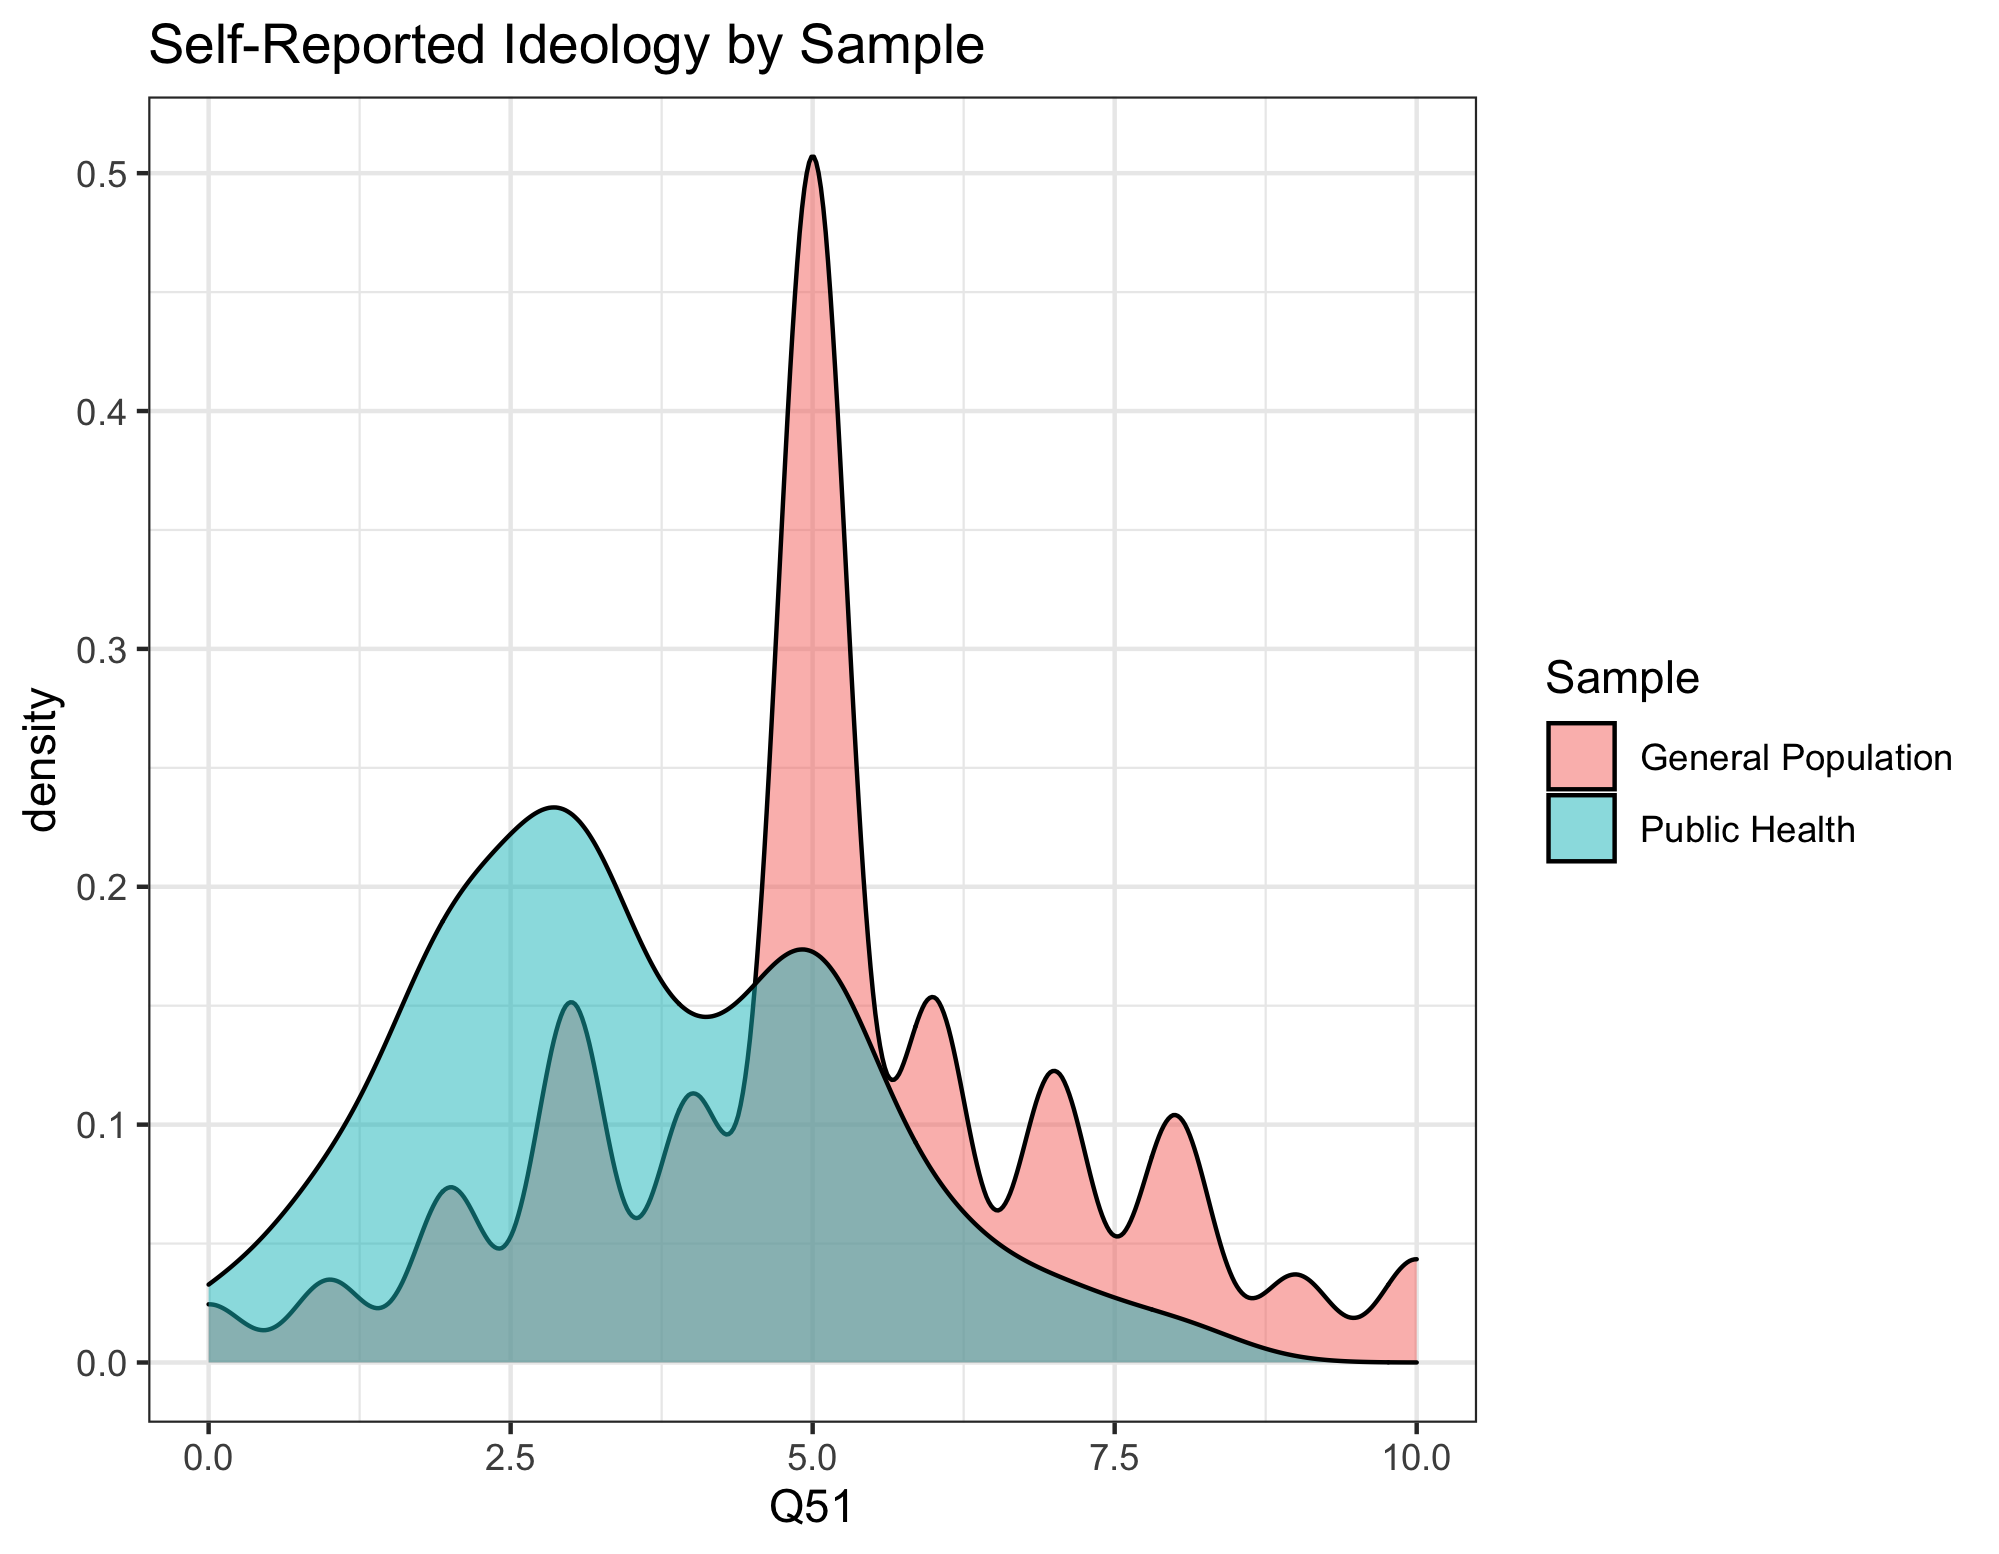 Self-Reported Ideology by Sample
density
0.5
0.4
0.3
0.2
0.1
0.0
0.0 2.5 5.0 7.5 10.0
Q51
Sample
General Population
Public Health